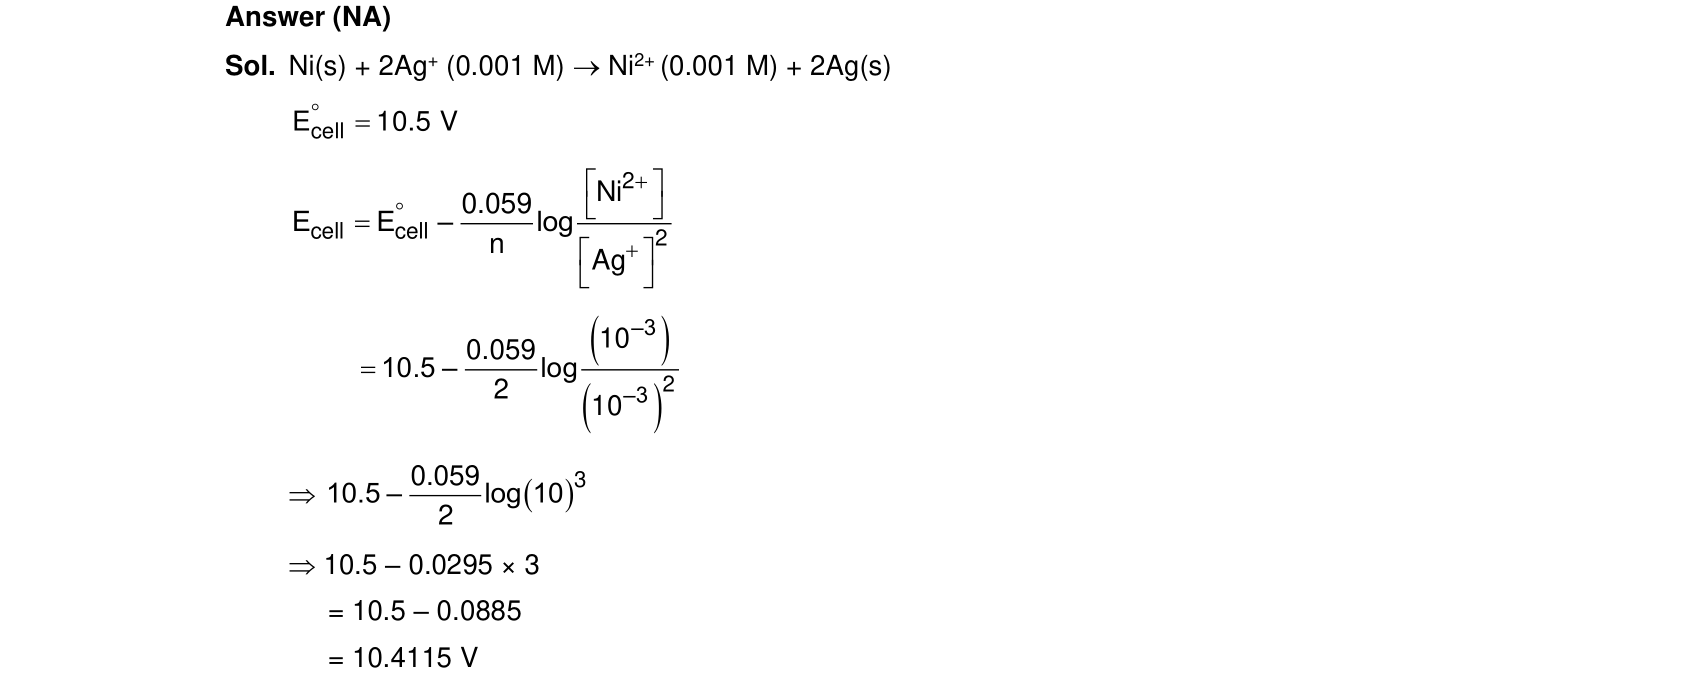 Answer (NA)
Sol. Ni(s) + 2Ag⁺ (0.001 M) → Ni²⁺ (0.001 M) + 2Ag(s)
E°cell = 10.5 V
Ecell = E°cell – 0.059/n log [Ni²⁺]/[Ag⁺]²
= 10.5 – 0.059/2 log (10⁻³)/(10⁻³)²
⇒ 10.5 – 0.059/2 log(10)³
⇒ 10.5 – 0.0295 × 3
= 10.5 – 0.0885
= 10.4115 V